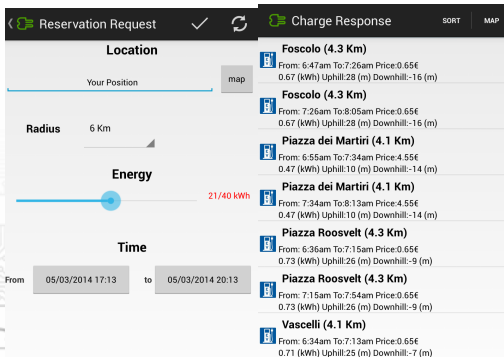 Reservation Request
Location
Your Position
map
Radius
6 Km
Energy
21/40 kWh
Time
From
05/03/2014 17:13
to
05/03/2014 20:13
Charge Response
SORT
MAP
Foscolo (4.3 Km)
From: 6:47am To:7:26am Price:0.65€
0.67 (kWh) Uphill:28 (m) Downhill:-16 (m)
Foscolo (4.3 Km)
From: 7:26am To:8:05am Price:0.65€
0.67 (kWh) Uphill:28 (m) Downhill:-16 (m)
Piazza dei Martiri (4.1 Km)
From: 6:55am To:7:34am Price:4.55€
0.47 (kWh) Uphill:10 (m) Downhill:-14 (m)
Piazza dei Martiri (4.1 Km)
From: 7:34am To:8:13am Price:4.55€
0.47 (kWh) Uphill:10 (m) Downhill:-14 (m)
Piazza Roosvelt (4.3 Km)
From: 6:36am To:7:15am Price:0.65€
0.73 (kWh) Uphill:26 (m) Downhill:-9 (m)
Piazza Roosvelt (4.3 Km)
From: 7:15am To:7:54am Price:0.65€
0.73 (kWh) Uphill:26 (m) Downhill:-9 (m)
Vascelli (4.1 Km)
From: 6:34am To:7:13am Price:0.65€
0.71 (kWh) Uphill:25 (m) Downhill:-7 (m)